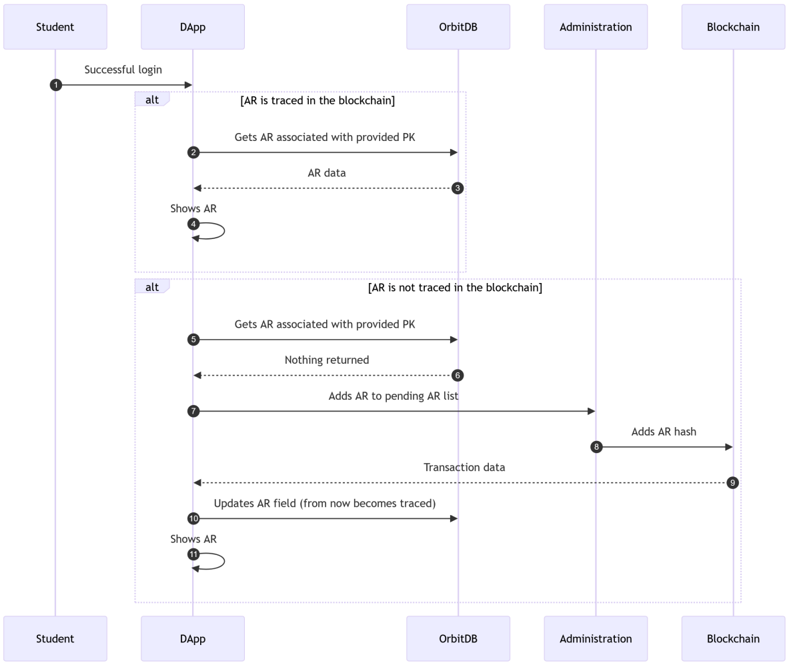 Student
DApp
OrbitDB
Administration
Blockchain
Successful login
1
alt
[AR is traced in the blockchain]
Gets AR associated with provided PK
2
AR data
3
Shows AR
4
alt
[AR is not traced in the blockchain]
Gets AR associated with provided PK
5
Nothing returned
6
Adds AR to pending AR list
7
Adds AR hash
8
Transaction data
9
Updates AR field (from now becomes traced)
10
Shows AR
11
Student
DApp
OrbitDB
Administration
Blockchain